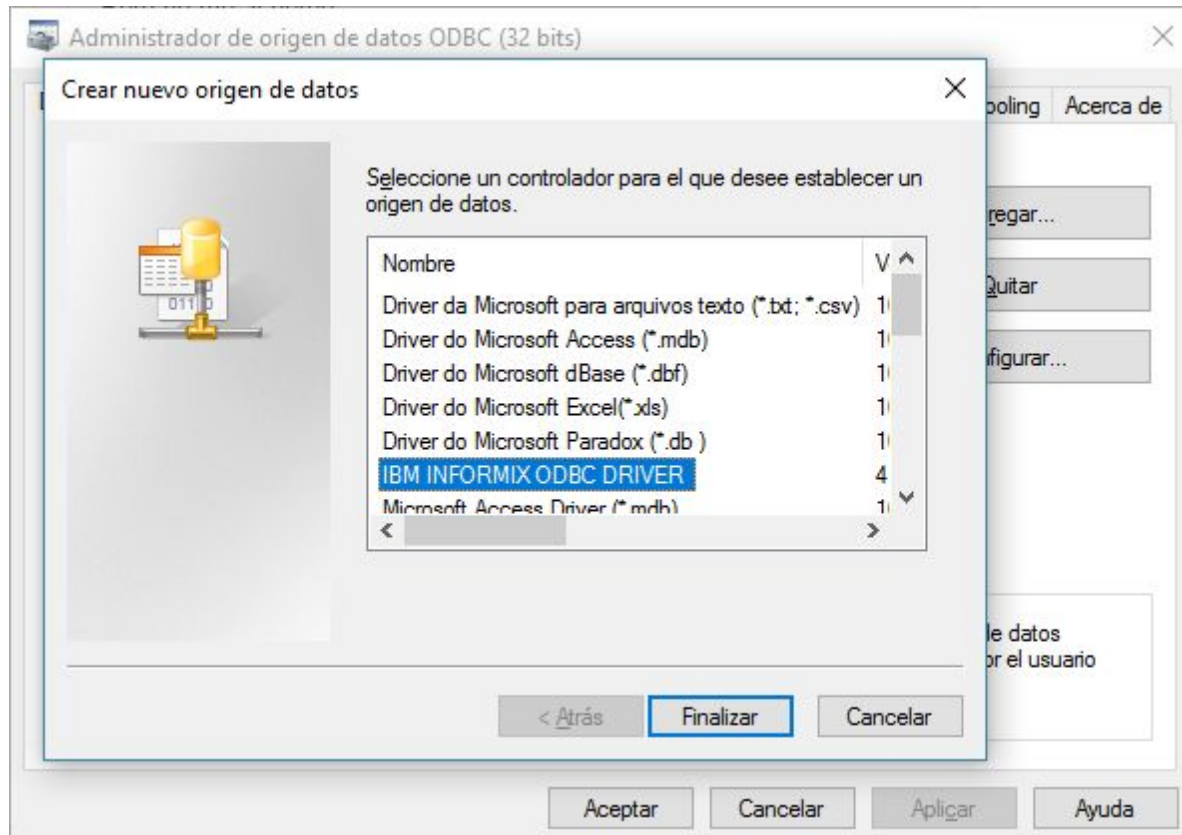 Administrador de origen de datos ODBC (32 bits)
Crear nuevo origen de datos
ooling
Acerca de
Seleccione un controlador para el que desee establecer un
origen de datos.
regar...
Quitar
figurar...
Nombre
Driver da Microsoft para arquivos texto (*.txt; *.csv)
Driver do Microsoft Access (*.mdb)
Driver do Microsoft dBase (*.dbf)
Driver do Microsoft Excel(*.xls)
Driver do Microsoft Paradox (*.db )
IBM INFORMIX ODBC DRIVER 4
Microsoft Access Driver (*.mdb)
le datos
or el usuario
< Atrás
Finalizar
Cancelar
Aceptar
Cancelar
Aplicar
Ayuda